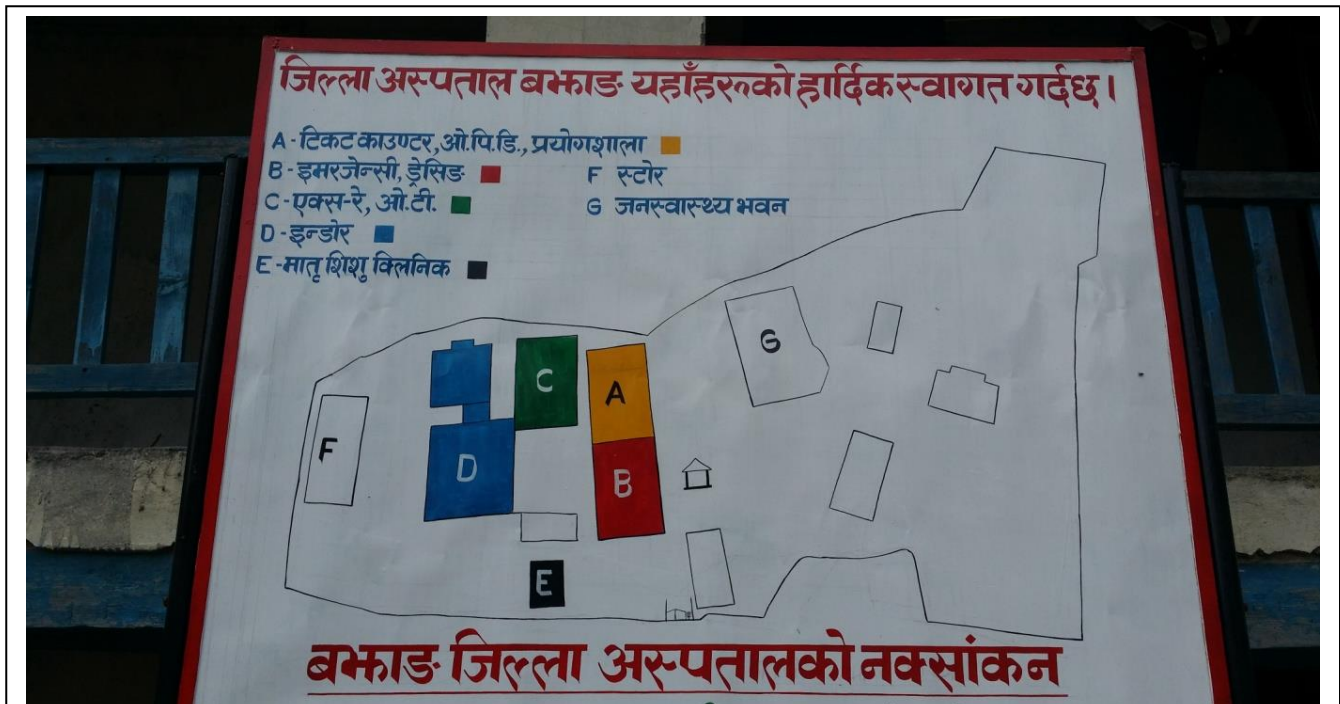 जिल्ला अस्पताल बझाङ यहाँहरुको हार्दिक स्वागत गर्दछ।
A-टिकट काउण्टर, ओ.पि.डि., प्रयोगशाला
B-इमरजेन्सी, ड्रेसिङ
F स्टोर
C-एक्स-रे, ओ.टी.
G जनस्वास्थ्य भवन
D-इन्डोर
E-मातृ शिशु क्लिनिक
G
C
A
F
D
B
E
बझाङ जिल्ला अस्पतालको नक्सांकन